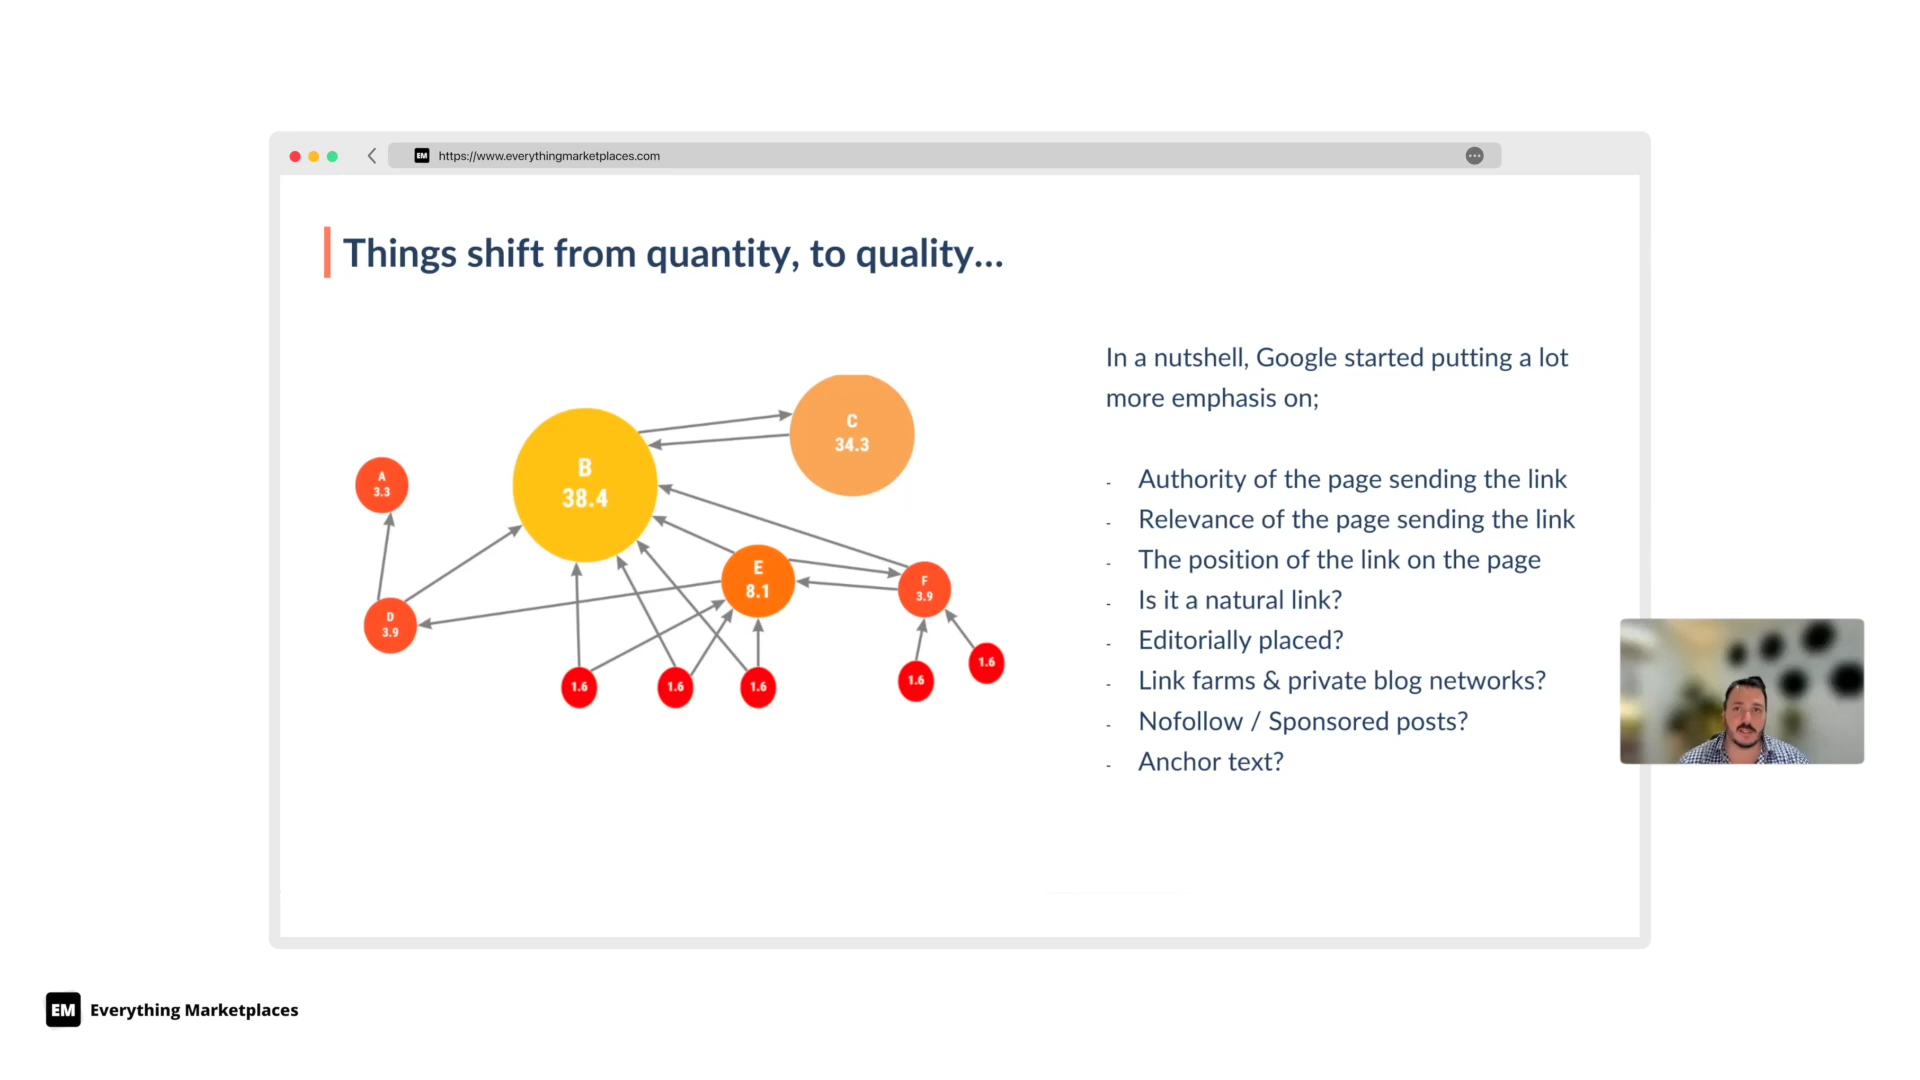 EM
https://www.everythingmarketplaces.com
Things shift from quantity, to quality...
A
3.3
B
38.4
C
34.3
D
3.9
E
8.1
F
3.9
1.6
1.6
1.6
1.6
1.6
In a nutshell, Google started putting a lot
more emphasis on;
- Authority of the page sending the link
- Relevance of the page sending the link
- The position of the link on the page
- Is it a natural link?
- Editorially placed?
- Link farms & private blog networks?
- Nofollow / Sponsored posts?
- Anchor text?
EM Everything Marketplaces